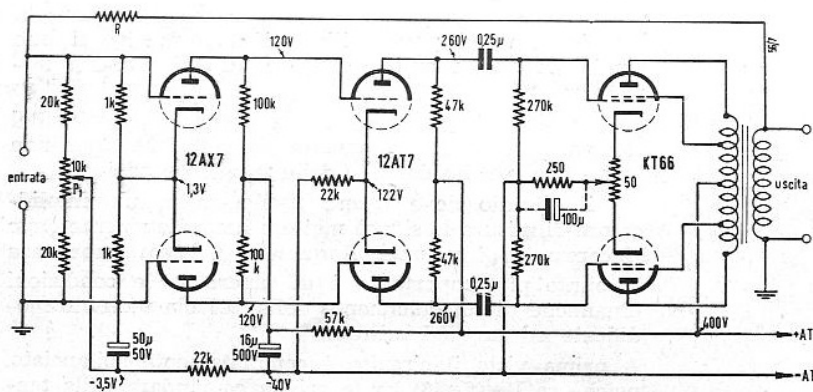 R
120V
260V
0,25µ
56/7
20k
1k
100k
47k
270k
12AX7
12AT7
KT66
entrata
10k
P1
1,3V
22k
122V
250
50
100µ
uscita
20k
1k
100
k
47k
270k
120V
260V
0,25µ
400V
50µ
50V
16µ
500V
57k
+AT
-3,5V
22k
-40V
-AT